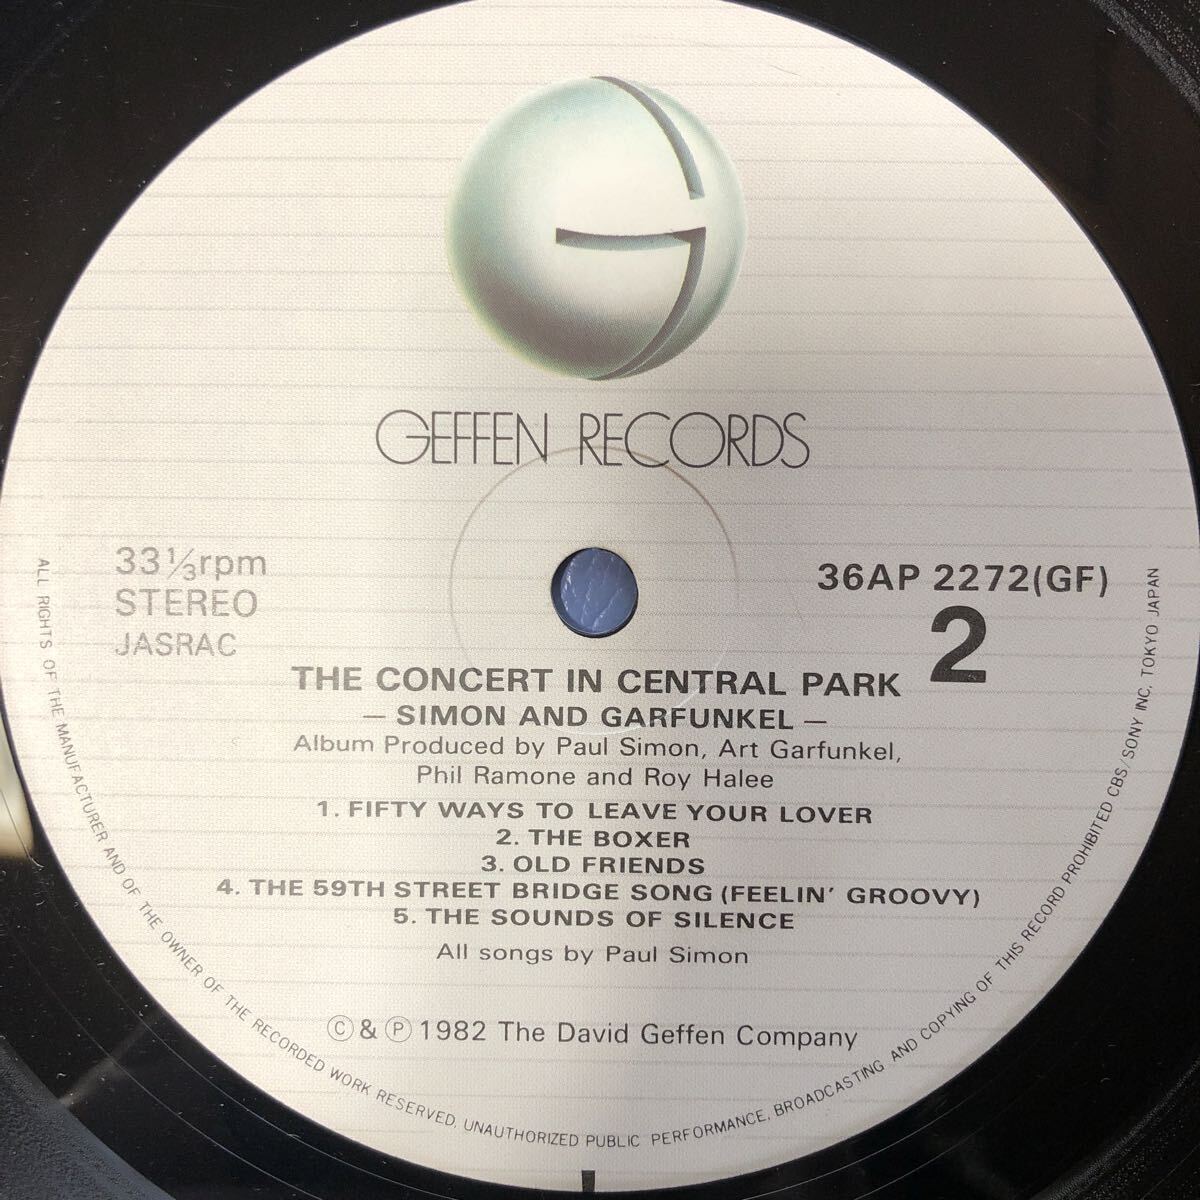 GEFFEN RECORDS
33⅓rpm
STEREO
JASRAC
36AP 2272(GF)
2
THE CONCERT IN CENTRAL PARK
— SIMON AND GARFUNKEL —
Album Produced by Paul Simon, Art Garfunkel,
Phil Ramone and Roy Halee
1. FIFTY WAYS TO LEAVE YOUR LOVER
2. THE BOXER
3. OLD FRIENDS
4. THE 59TH STREET BRIDGE SONG (FEELIN' GROOVY)
5. THE SOUNDS OF SILENCE
All songs by Paul Simon
Ⓒ & Ⓟ 1982 The David Geffen Company
ALL RIGHTS OF THE MANUFACTURER AND OF THE OWNER OF THE RECORDED WORK RESERVED. UNAUTHORIZED PUBLIC PERFORMANCE, BROADCASTING AND COPYING OF THIS RECORD PROHIBITED CBS/SONY INC, TOKYO JAPAN